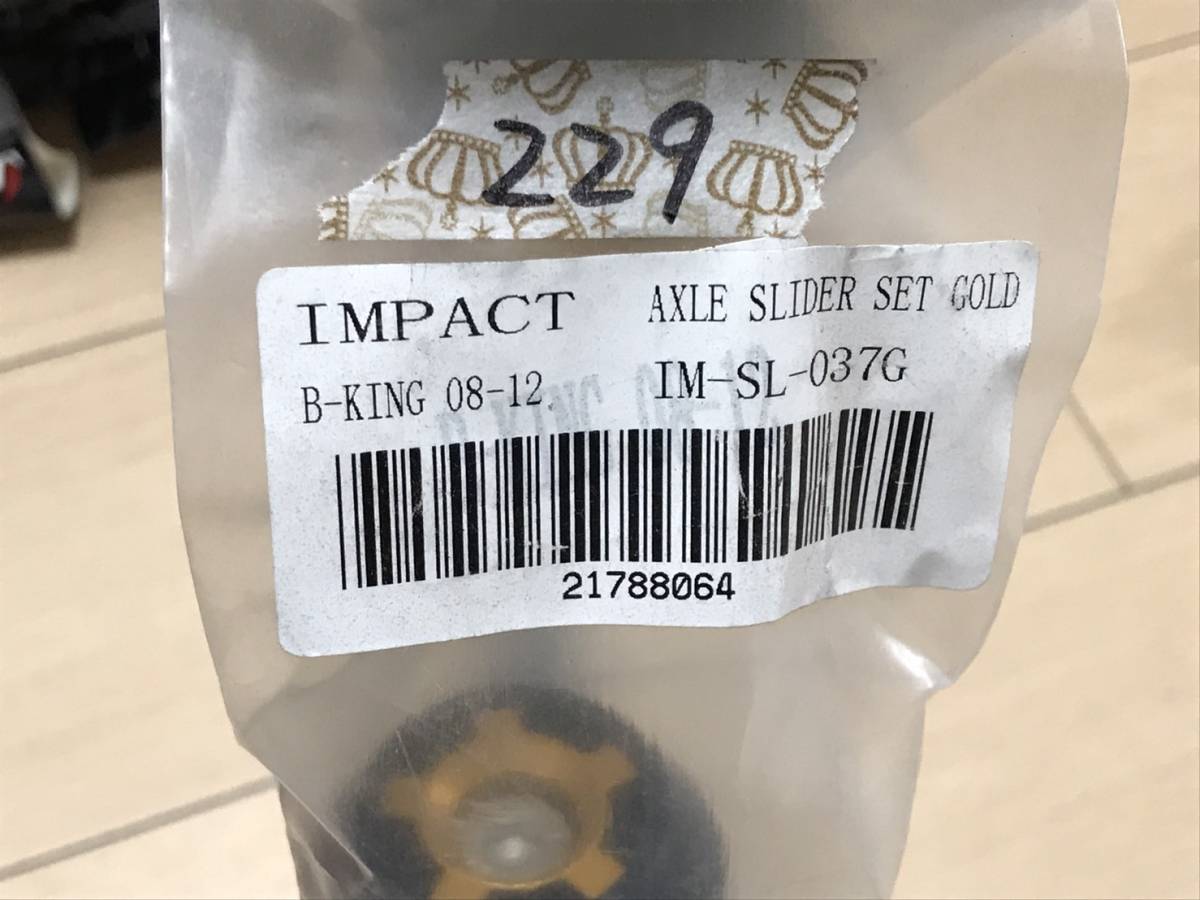 229
IMPACT AXLE SLIDER SET GOLD
B-KING 08-12 IM-SL-037G
21788064